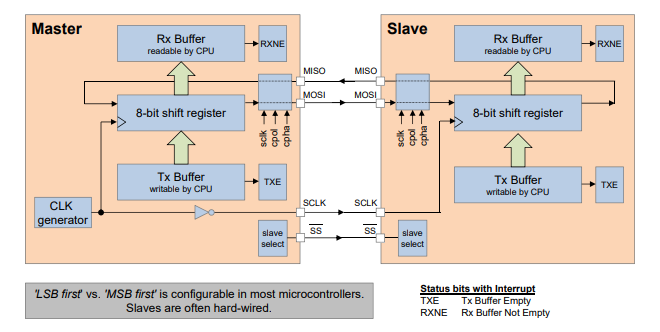 Master
Rx Buffer
readable by CPU
RXNE
MISO
MOSI
8-bit shift register
sclk
cpol
cpha
Tx Buffer
writable by CPU
TXE
CLK
generator
SCLK
slave
select
SS
Slave
Rx Buffer
readable by CPU
RXNE
MISO
MOSI
8-bit shift register
sclk
cpol
cpha
Tx Buffer
writable by CPU
TXE
SCLK
SS
slave
select
'LSB first' vs. 'MSB first' is configurable in most microcontrollers.
Slaves are often hard-wired.
Status bits with Interrupt
TXE Tx Buffer Empty
RXNE Rx Buffer Not Empty